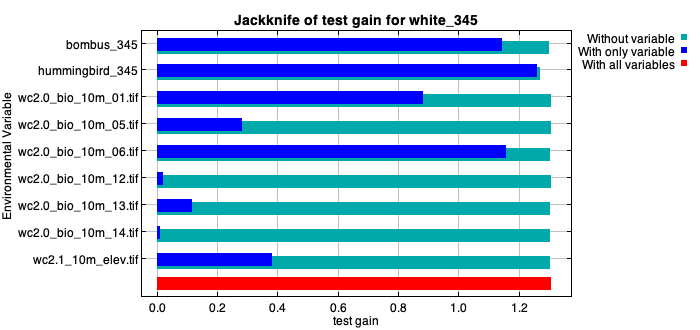 Jackknife of test gain for white_345
Without variable
With only variable
With all variables
Environmental Variable
bombus_345
hummingbird_345
wc2.0_bio_10m_01.tif
wc2.0_bio_10m_05.tif
wc2.0_bio_10m_06.tif
wc2.0_bio_10m_12.tif
wc2.0_bio_10m_13.tif
wc2.0_bio_10m_14.tif
wc2.1_10m_elev.tif
0.0 0.2 0.4 0.6 0.8 1.0 1.2
test gain